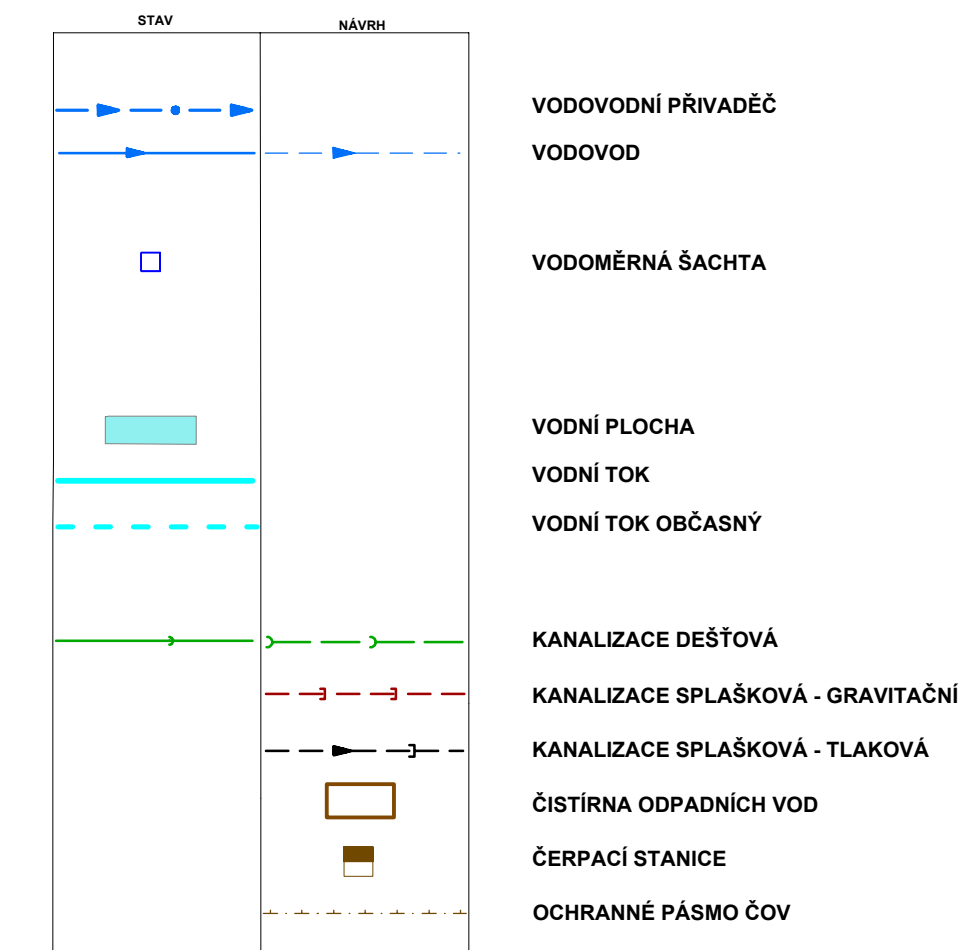 STAV
NÁVRH
VODOVODNÍ PŘIVADĚČ
VODOVOD
VODOMĚRNÁ ŠACHTA
VODNÍ PLOCHA
VODNÍ TOK
VODNÍ TOK OBČASNÝ
KANALIZACE DEŠŤOVÁ
KANALIZACE SPLAŠKOVÁ - GRAVITAČNÍ
KANALIZACE SPLAŠKOVÁ - TLAKOVÁ
ČISTÍRNA ODPADNÍCH VOD
ČERPACÍ STANICE
OCHRANNÉ PÁSMO ČOV